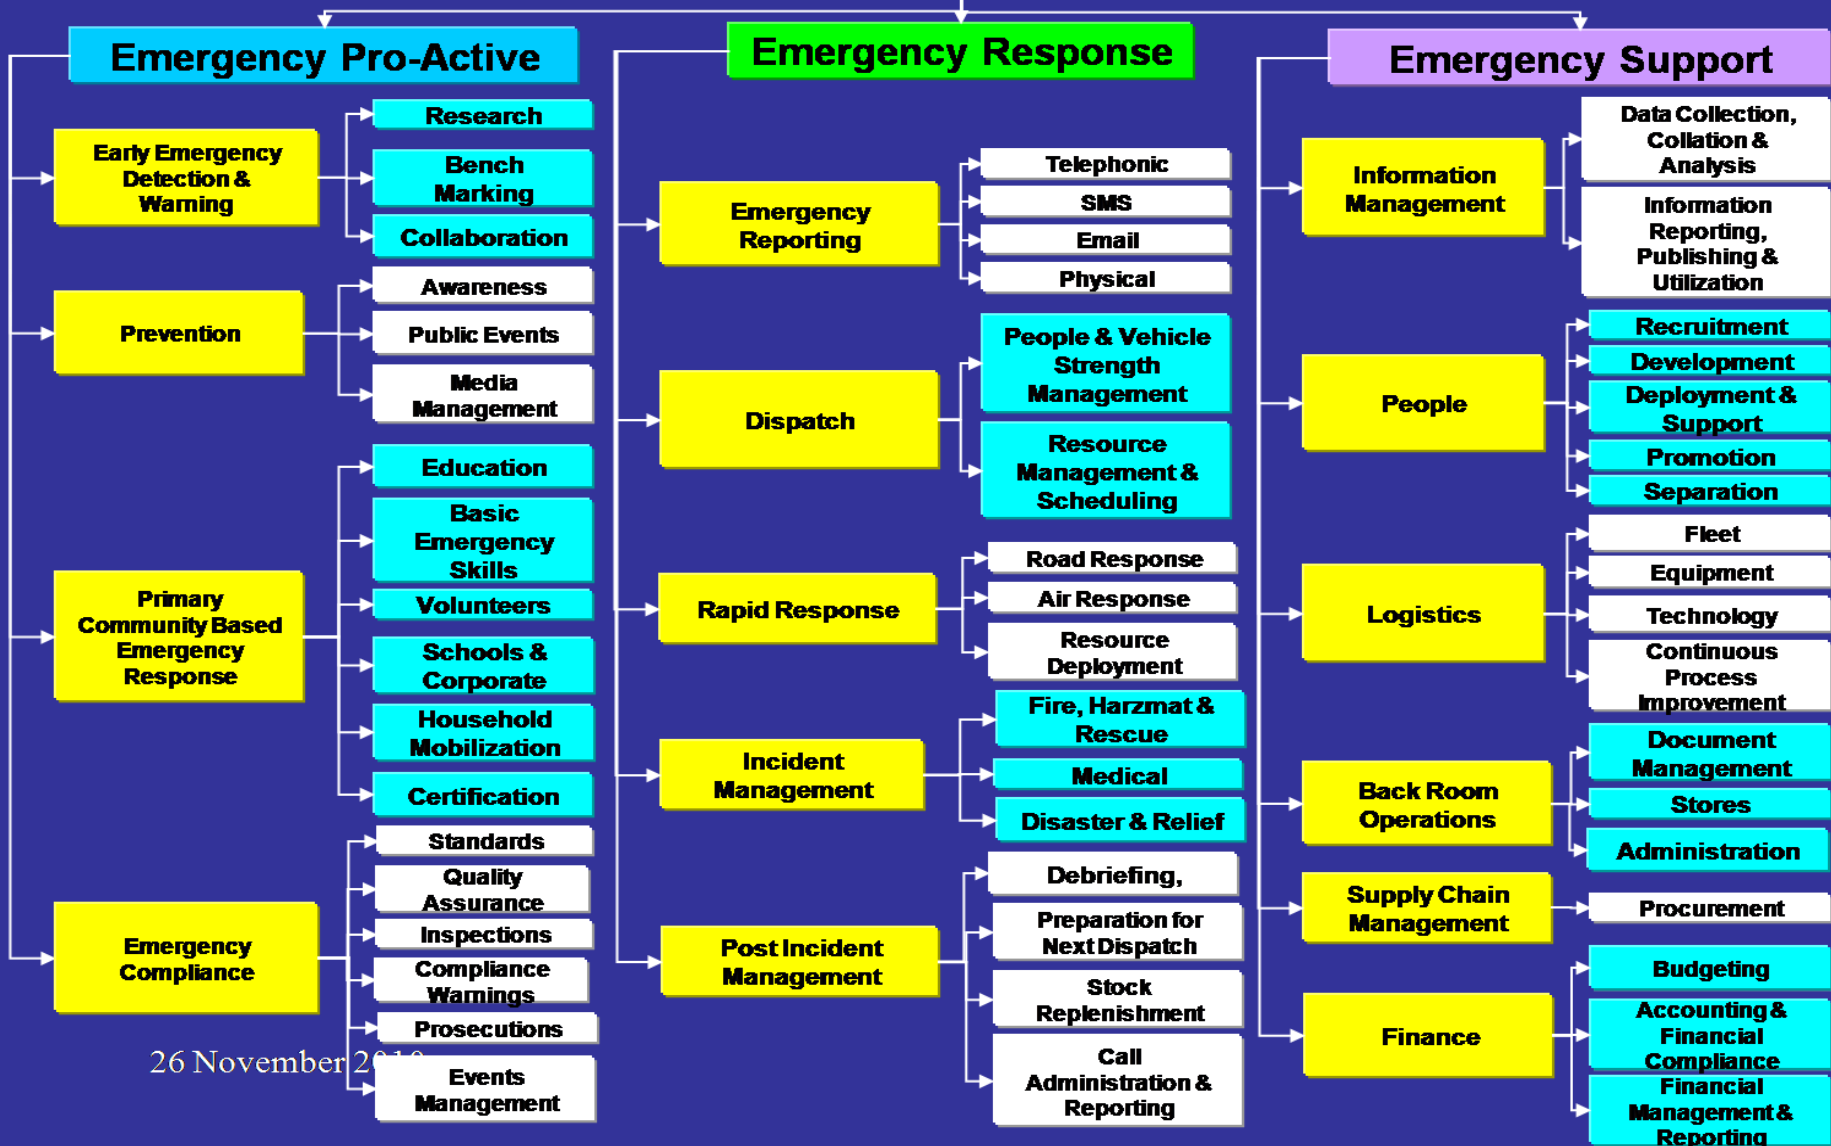 Emergency Pro-Active
Early Emergency
Detection &
Warning
Research
Bench
Marking
Collaboration
Prevention
Awareness
Public Events
Media
Management
Primary
Community Based
Emergency
Response
Education
Basic
Emergency
Skills
Volunteers
Schools &
Corporate
Household
Mobilization
Certification
Emergency
Compliance
Standards
Quality
Assurance
Inspections
Compliance
Warnings
Prosecutions
Events
Management
26 November
Emergency Response
Emergency
Reporting
Telephonic
SMS
Email
Physical
Dispatch
People & Vehicle
Strength
Management
Resource
Management &
Scheduling
Rapid Response
Road Response
Air Response
Resource
Deployment
Incident
Management
Fire, Harzmat &
Rescue
Medical
Disaster & Relief
Post Incident
Management
Debriefing,
Preparation for
Next Dispatch
Stock
Replenishment
Call
Administration &
Reporting
Emergency Support
Information
Management
Data Collection,
Collation &
Analysis
Information
Reporting,
Publishing &
Utilization
People
Recruitment
Development
Deployment &
Support
Promotion
Separation
Logistics
Fleet
Equipment
Technology
Continuous
Process
Improvement
Back Room
Operations
Document
Management
Stores
Administration
Supply Chain
Management
Procurement
Finance
Budgeting
Accounting &
Financial
Compliance
Financial
Management &
Reporting